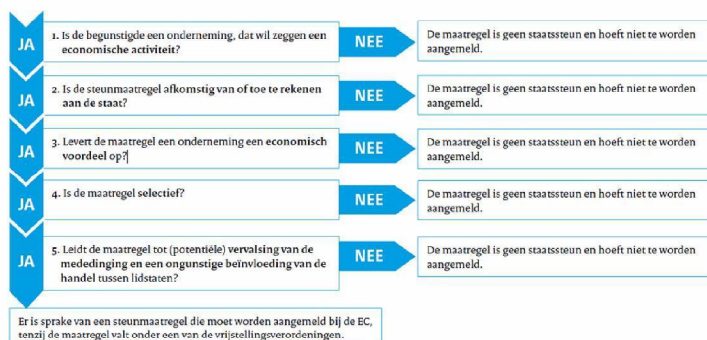 JA
1. Is de begunstigde een onderneming, dat wil zeggen een
economische activiteit?
NEE
De maatregel is geen staatssteun en hoeft niet te worden
aangemeld.
JA
2. Is de steunmaatregel afkomstig van of toe te rekenen
aan de staat?
NEE
De maatregel is geen staatssteun en hoeft niet te worden
aangemeld.
JA
3. Levert de maatregel een onderneming een economisch
voordeel op?
NEE
De maatregel is geen staatssteun en hoeft niet te worden
aangemeld.
JA
4. Is de maatregel selectief?
NEE
De maatregel is geen staatssteun en hoeft niet te worden
aangemeld.
JA
5. Leidt de maatregel tot (potentiële) vervalsing van de
mededinging en een ongunstige beïnvloeding van de
handel tussen lidstaten?
NEE
De maatregel is geen staatssteun en hoeft niet te worden
aangemeld.
Er is sprake van een steunmaatregel die moet worden aangemeld bij de EC,
tenzij de maatregel valt onder een van de vrijstellingsverordeningen.